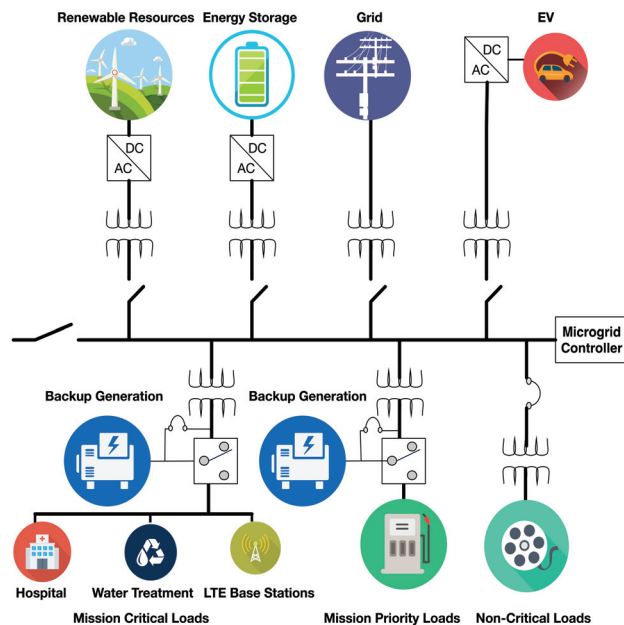 Renewable Resources
Energy Storage
Grid
EV
DC
AC
DC
AC
DC
AC
Microgrid
Controller
Backup Generation
Backup Generation
Hospital
Water Treatment
LTE Base Stations
Mission Critical Loads
Mission Priority Loads
Non-Critical Loads